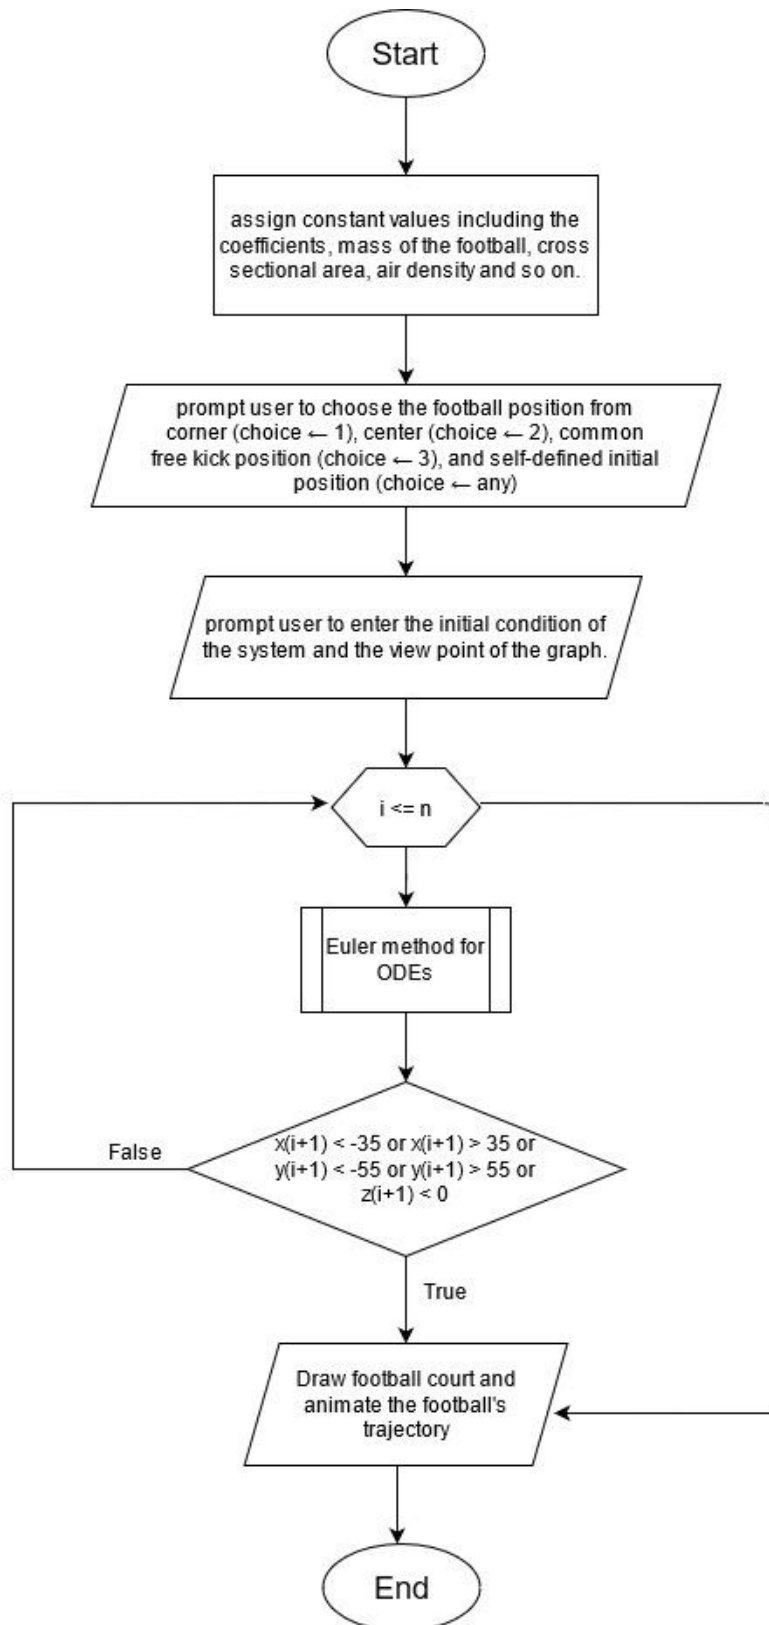 Start
assign constant values including the
coefficients, mass of the football, cross
sectional area, air density and so on.
prompt user to choose the football position from
corner (choice ← 1), center (choice ← 2), common
free kick position (choice ← 3), and self-defined initial
position (choice ← any)
prompt user to enter the initial condition of
the system and the view point of the graph.
i <= n
Euler method for
ODEs
x(i+1) < -35 or x(i+1) > 35 or
y(i+1) < -55 or y(i+1) > 55 or
z(i+1) < 0
False
True
Draw football court and
animate the football's
trajectory
End